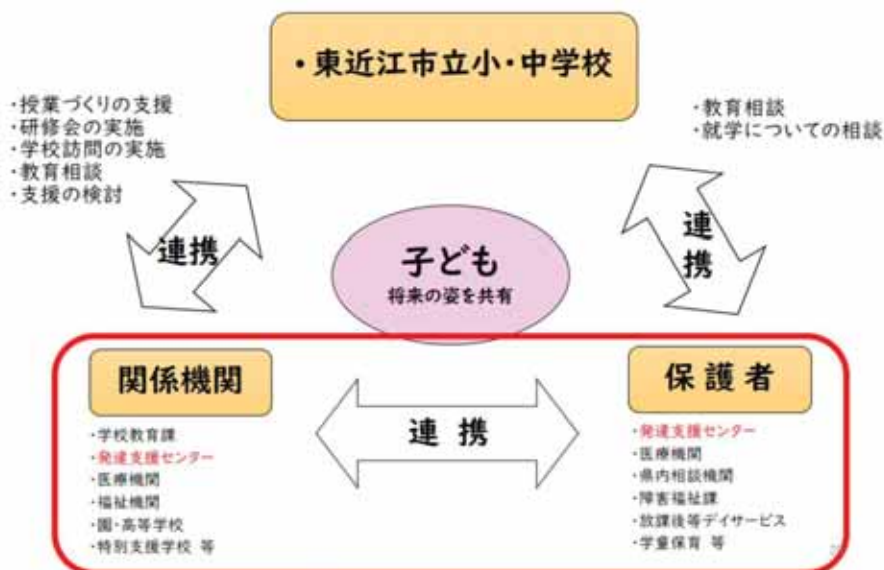 ・東近江市立小・中学校
・授業づくりの支援
・研修会の実施
・学校訪問の実施
・教育相談
・支援の検討
・教育相談
・就学についての相談
連携
連
携
子ども
将来の姿を共有
関係機関
・学校教育課
・発達支援センター
・医療機関
・福祉機関
・園・高等学校
・特別支援学校 等
連 携
保 護 者
・発達支援センター
・医療機関
・県内相談機関
・障害福祉課
・放課後等デイサービス
・学童保育 等